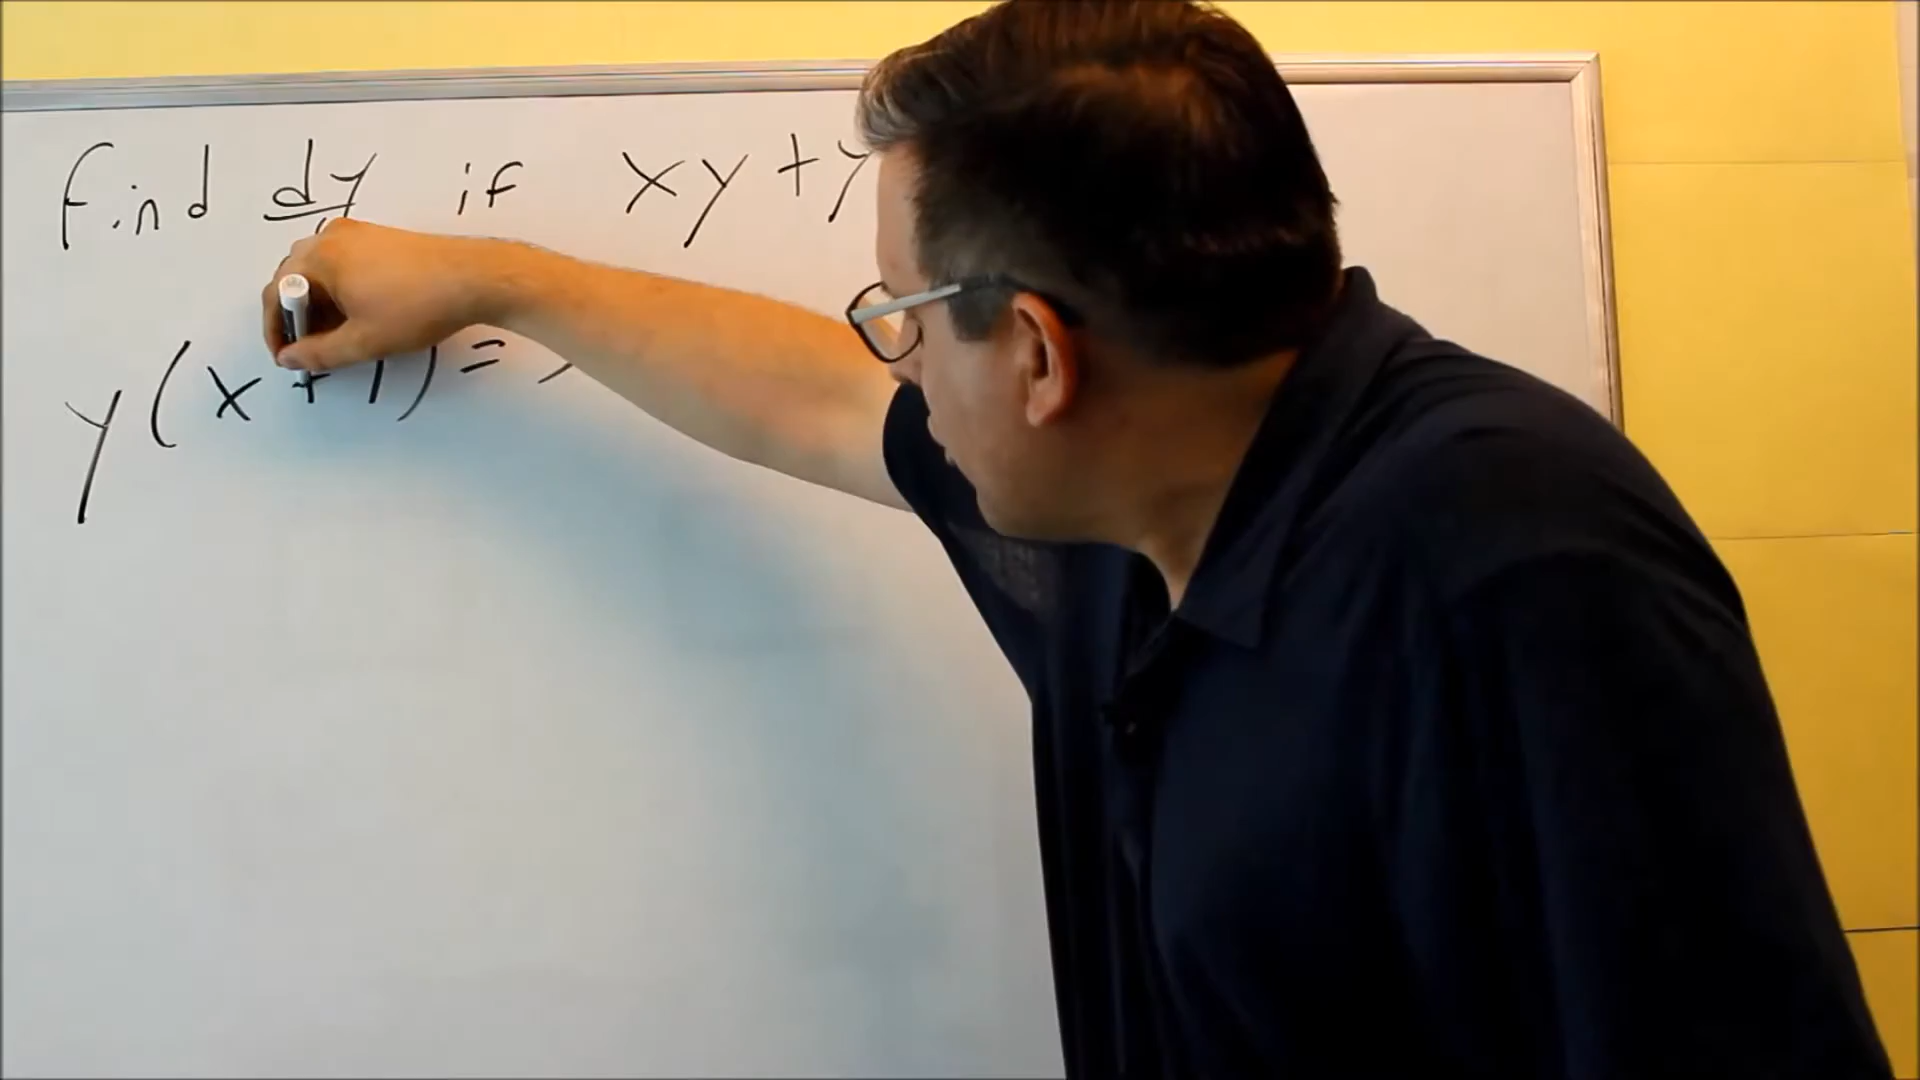 Find dy if xy+y
y(x+1)=